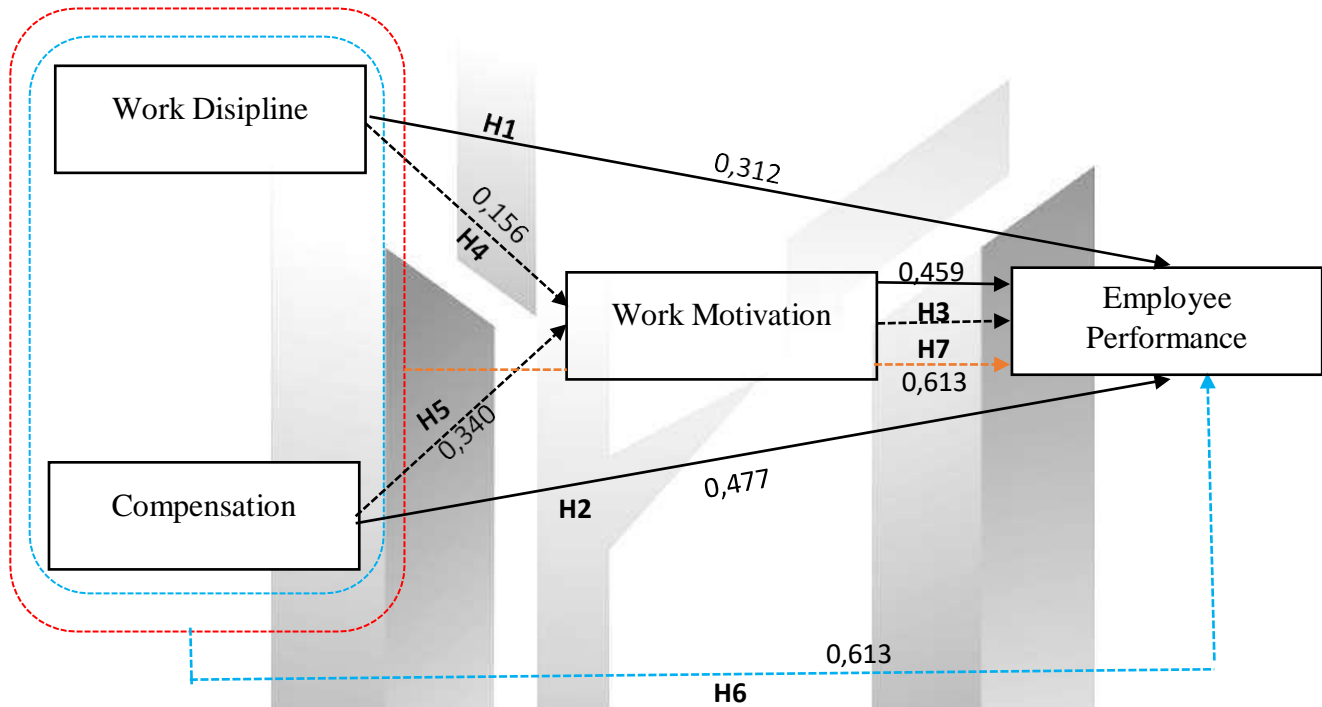 Work Disipline
H1
0,312
0,156
H4
0,459
Work Motivation
H3
Employee
Performance
H7
0,613
H5
0,340
Compensation
0,477
H2
0,613
H6